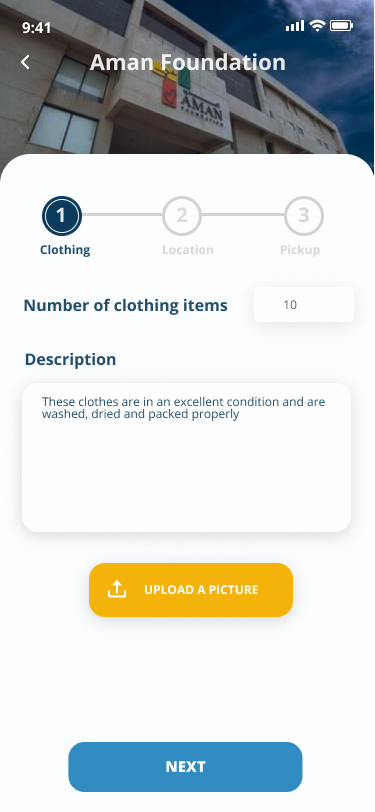 9:41
Aman Foundation
AMAN
FOUNDATION
1
2
3
Clothing
Location
Pickup
Number of clothing items
10
Description
These clothes are in an excellent condition and are
washed, dried and packed properly
UPLOAD A PICTURE
NEXT